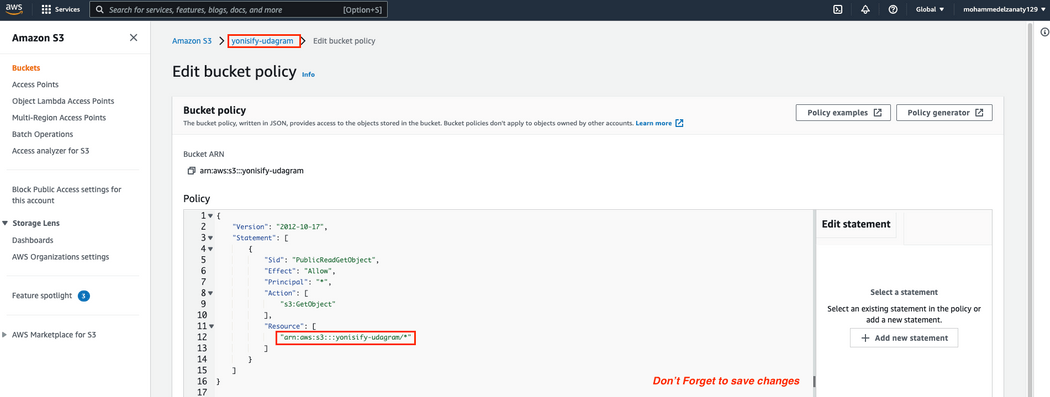 aws
Services
Search for services, features, blogs, docs, and more
[Option+S]
Global
mohammedelzanaty129
Amazon S3
Buckets
Access Points
Object Lambda Access Points
Multi-Region Access Points
Batch Operations
Access analyzer for S3
Block Public Access settings for
this account
Storage Lens
Dashboards
AWS Organizations settings
Feature spotlight 3
AWS Marketplace for S3
Amazon S3 > yonisify-udagram > Edit bucket policy
Edit bucket policy Info
Bucket policy
The bucket policy, written in JSON, provides access to the objects stored in the bucket. Bucket policies don't apply to objects owned by other accounts. Learn more
Policy examples
Policy generator
Bucket ARN
arn:aws:s3:::yonisify-udagram
Policy
1 {
2 "Version": "2012-10-17",
3 "Statement": [
4 {
5 "Sid": "PublicReadGetObject",
6 "Effect": "Allow",
7 "Principal": "*",
8 "Action": [
9 "s3:GetObject"
10 ],
11 "Resource": [
12 "arn:aws:s3:::yonisify-udagram/*"
13 ]
14 }
15 ]
16 }
17
Don't Forget to save changes
Edit statement
Select a statement
Select an existing statement in the policy or
add a new statement.
+ Add new statement